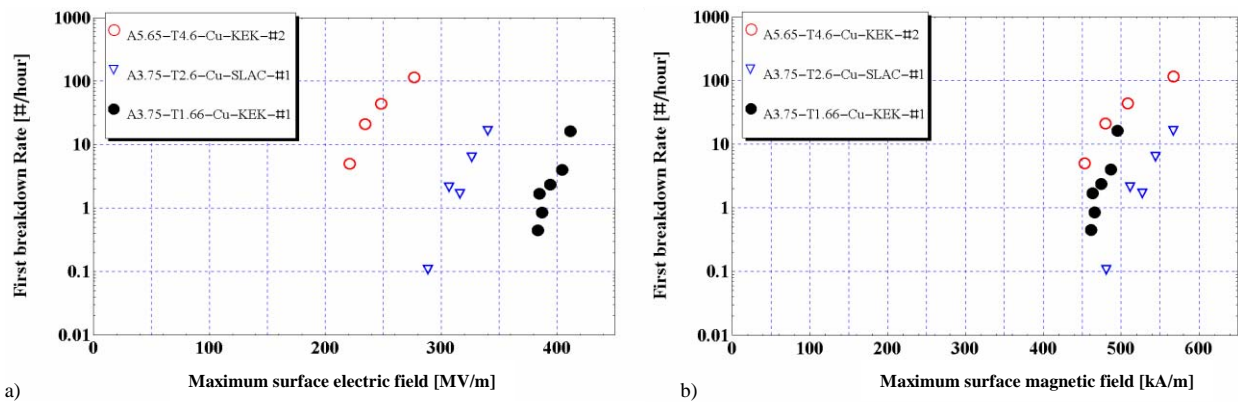 1000
100
10
1
0.1
0.01
First breakdown Rate [#/hour]
A5.65−T4.6−Cu−KEK−#2
A3.75−T2.6−Cu−SLAC−#1
A3.75−T1.66−Cu−KEK−#1
0 100 200 300 400
Maximum surface electric field [MV/m]
a)
1000
100
10
1
0.1
0.01
First breakdown Rate [#/hour]
A5.65−T4.6−Cu−KEK−#2
A3.75−T2.6−Cu−SLAC−#1
A3.75−T1.66−Cu−KEK−#1
0 100 200 300 400 500 600
Maximum surface magnetic field [kA/m]
b)